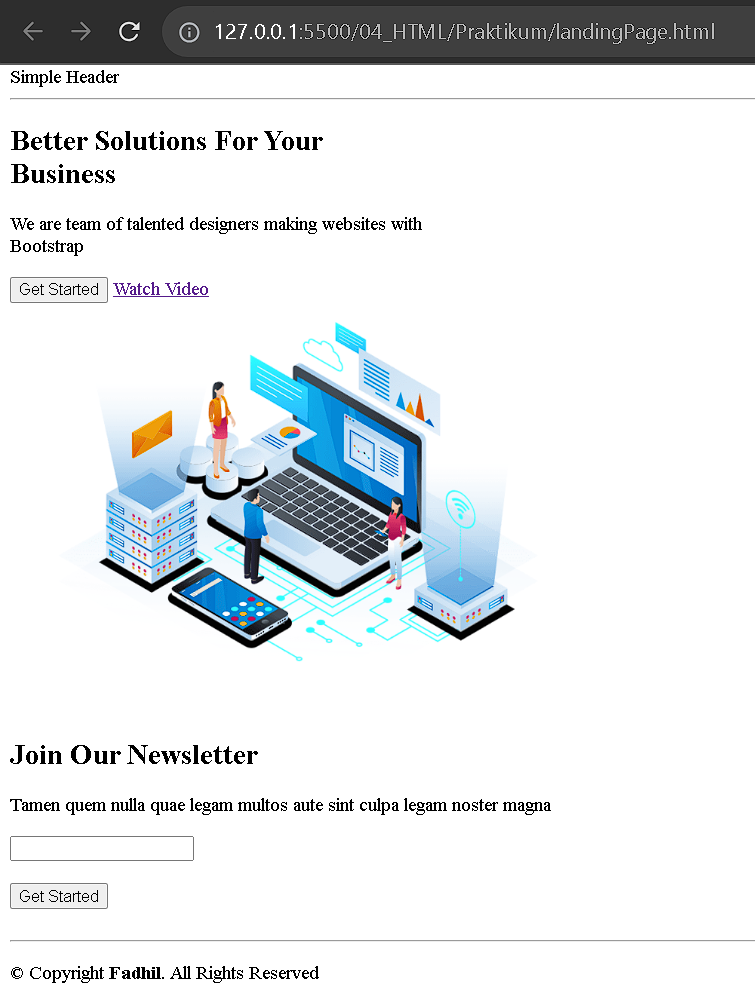 127.0.0.1:5500/04_HTML/Praktikum/landingPage.html
Simple Header
Better Solutions For Your
Business
We are team of talented designers making websites with
Bootstrap
Get Started Watch Video
Join Our Newsletter
Tamen quem nulla quae legam multos aute sint culpa legam noster magna
Get Started
© Copyright Fadhil. All Rights Reserved